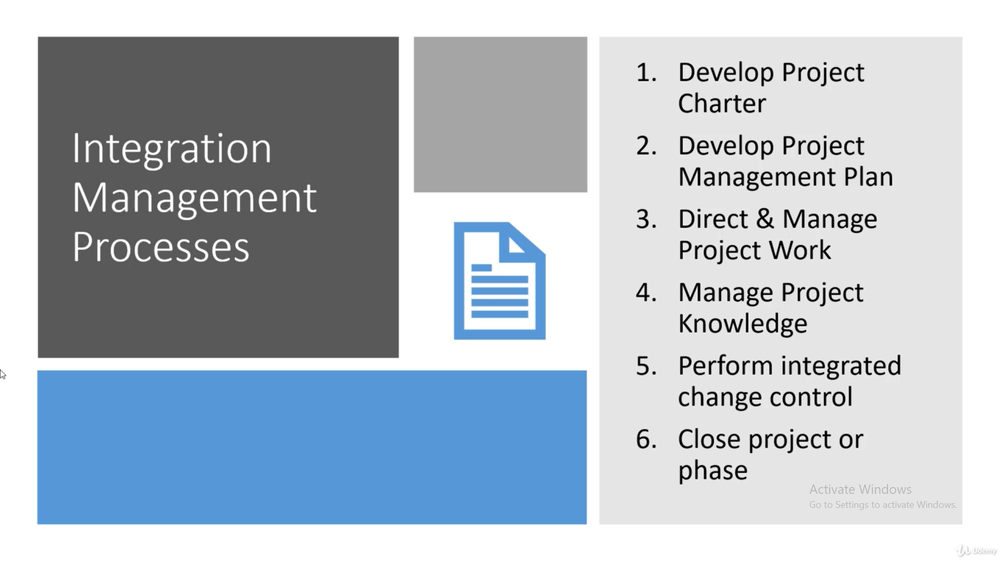 Integration
Management
Processes
1. Develop Project
Charter
2. Develop Project
Management Plan
3. Direct & Manage
Project Work
4. Manage Project
Knowledge
5. Perform integrated
change control
6. Close project or
phase
Activate Windows
Go to Settings to activate Windows.
Udemy